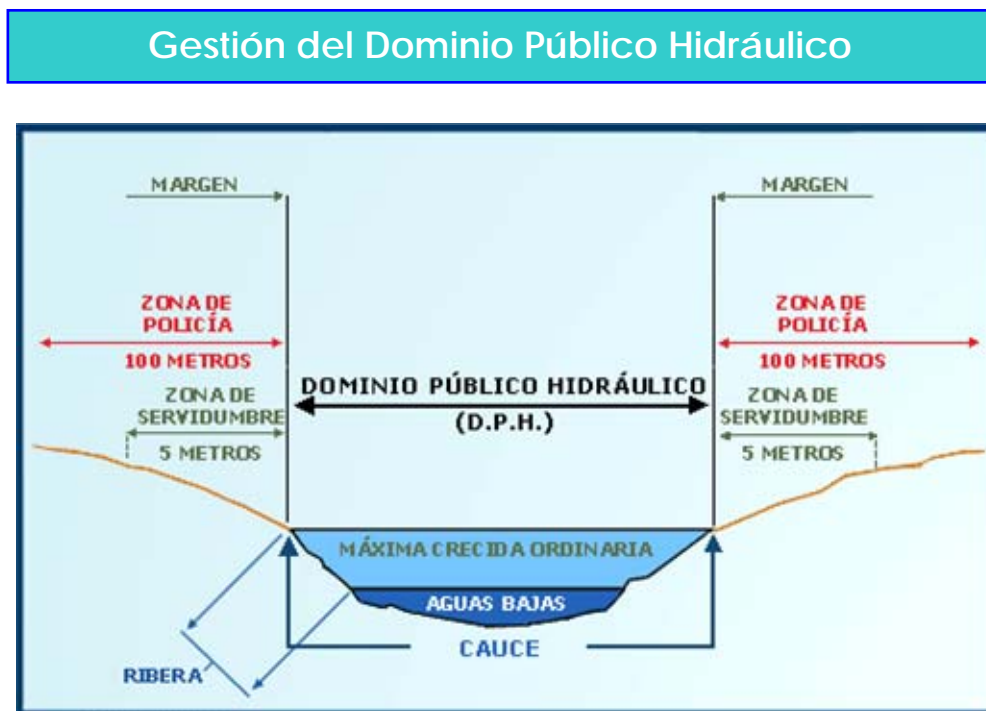 Gestión del Dominio Público Hidráulico
MARGEN
MARGEN
ZONA DE
POLICÍA
100 METROS
ZONA DE
POLICÍA
100 METROS
DOMINIO PÚBLICO HIDRÁULICO
(D.P.H.)
ZONA DE
SERVIDUMBRE
5 METROS
ZONA DE
SERVIDUMBRE
5 METROS
MÁXIMA CRECIDA ORDINARIA
AGUAS BAJAS
CAUCE
RIBERA